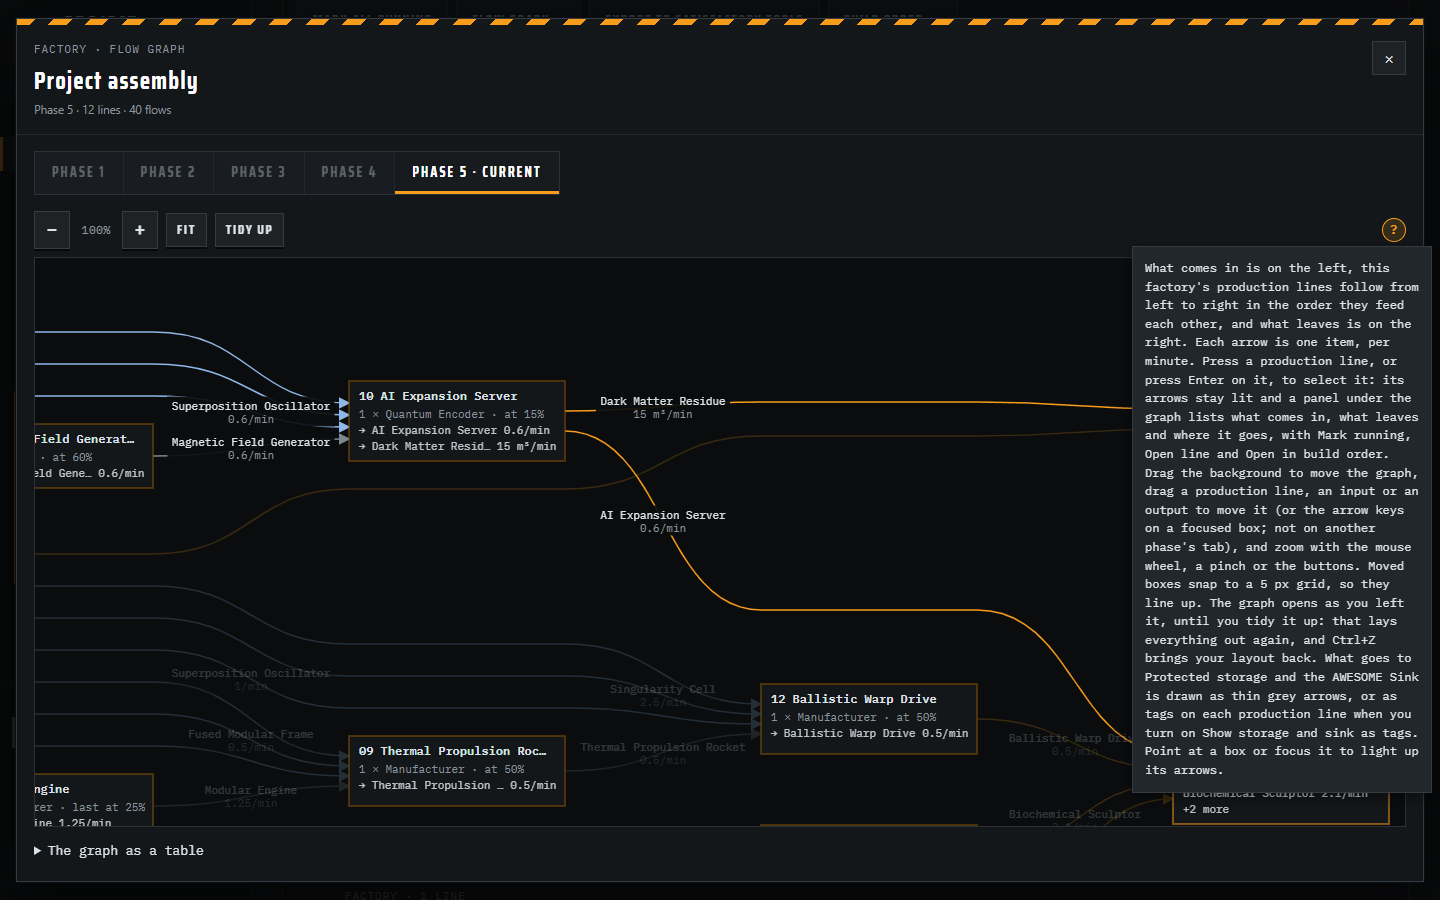 FACTORY · FLOW GRAPH
×
Project assembly
Phase 5 · 12 lines · 40 flows
PHASE 1
PHASE 2
PHASE 3
PHASE 4
PHASE 5 · CURRENT
−
100%
+
FIT
TIDY UP
?
What comes in is on the left, this
factory's production lines follow from
left to right in the order they feed
each other, and what leaves is on the
right. Each arrow is one item, per
minute. Press a production line, or
press Enter on it, to select it: its
arrows stay lit and a panel under the
graph lists what comes in, what leaves
and where it goes, with Mark running,
Open line and Open in build order.
Drag the background to move the graph,
drag a production line, an input or an
output to move it (or the arrow keys
on a focused box; not on another
phase's tab), and zoom with the mouse
wheel, a pinch or the buttons. Moved
boxes snap to a 5 px grid, so they
line up. The graph opens as you left
it, until you tidy it up: that lays
everything out again, and Ctrl+Z
brings your layout back. What goes to
Protected storage and the AWESOME Sink
is drawn as thin grey arrows, or as
tags on each production line when you
turn on Show storage and sink as tags.
Point at a box or focus it to light up
its arrows.
Superposition Oscillator
0.6/min
Magnetic Field Generator
0.6/min
Field Generat…
· at 60%
eld Gene… 0.6/min
10 AI Expansion Server
1 × Quantum Encoder · at 15%
→ AI Expansion Server 0.6/min
→ Dark Matter Resid… 15 m³/min
Dark Matter Residue
15 m³/min
AI Expansion Server
0.6/min
Superposition Oscillator
1/min
Singularity Cell
2.5/min
12 Ballistic Warp Drive
1 × Manufacturer · at 50%
→ Ballistic Warp Drive 0.5/min
Fused Modular Frame
0.5/min
09 Thermal Propulsion Roc…
1 × Manufacturer · at 50%
→ Thermal Propulsion … 0.5/min
Thermal Propulsion Rocket
0.5/min
Ballistic Warp Driv
0.5/min
Modular Engine
1.25/min
ngine
rer · last at 25%
ine 1.25/min
Biochemical Sculptor
Biochemical Sculptor 2.1/min
+2 more
▶ The graph as a table
FACTORY · 1 LINE